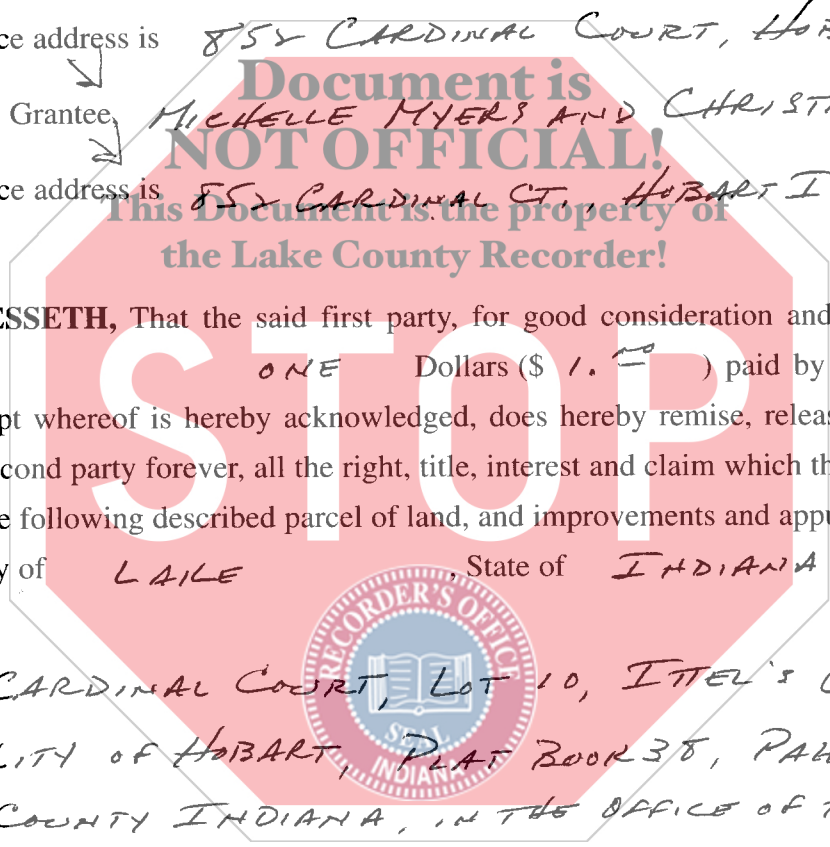 ce address is 852 CARDINAL COURT, HOB
Document is
Grantee, MICHELLE MYERS AND CHRIST
NOT OFFICIAL!
ce address is 852 CARDINAL CT., HOBART I
This Document is the property of
the Lake County Recorder!
ESSETH, That the said first party, for good consideration and
ONE Dollars ($ 1.00 ) paid by
pt whereof is hereby acknowledged, does hereby remise, releas
cond party forever, all the right, title, interest and claim which th
e following described parcel of land, and improvements and appu
y of LAKE , State of INDIANA
STOP
RECORDER'S OFFICE
SEAL
INDIANA
CARDINAL COURT, LOT 10, ITTEL'S
CITY OF HOBART, PLAT BOOK 38, PAG
COUNTY INDIANA, IN THE OFFICE OF T